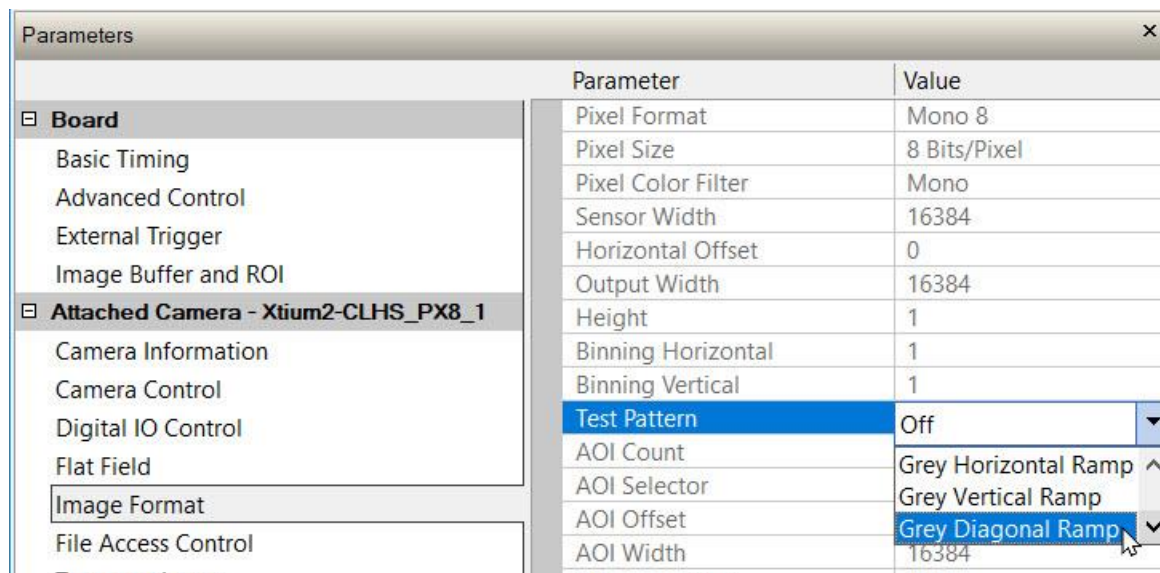 Parameters
Parameter Value
Board
Basic Timing
Advanced Control
External Trigger
Image Buffer and ROI
Attached Camera - Xtium2-CLHS_PX8_1
Camera Information
Camera Control
Digital IO Control
Flat Field
Image Format
File Access Control
Pixel Format Mono 8
Pixel Size 8 Bits/Pixel
Pixel Color Filter Mono
Sensor Width 16384
Horizontal Offset 0
Output Width 16384
Height 1
Binning Horizontal 1
Binning Vertical 1
Test Pattern Off
AOI Count
AOI Selector
AOI Offset
AOI Width 16384
Grey Horizontal Ramp
Grey Vertical Ramp
Grey Diagonal Ramp